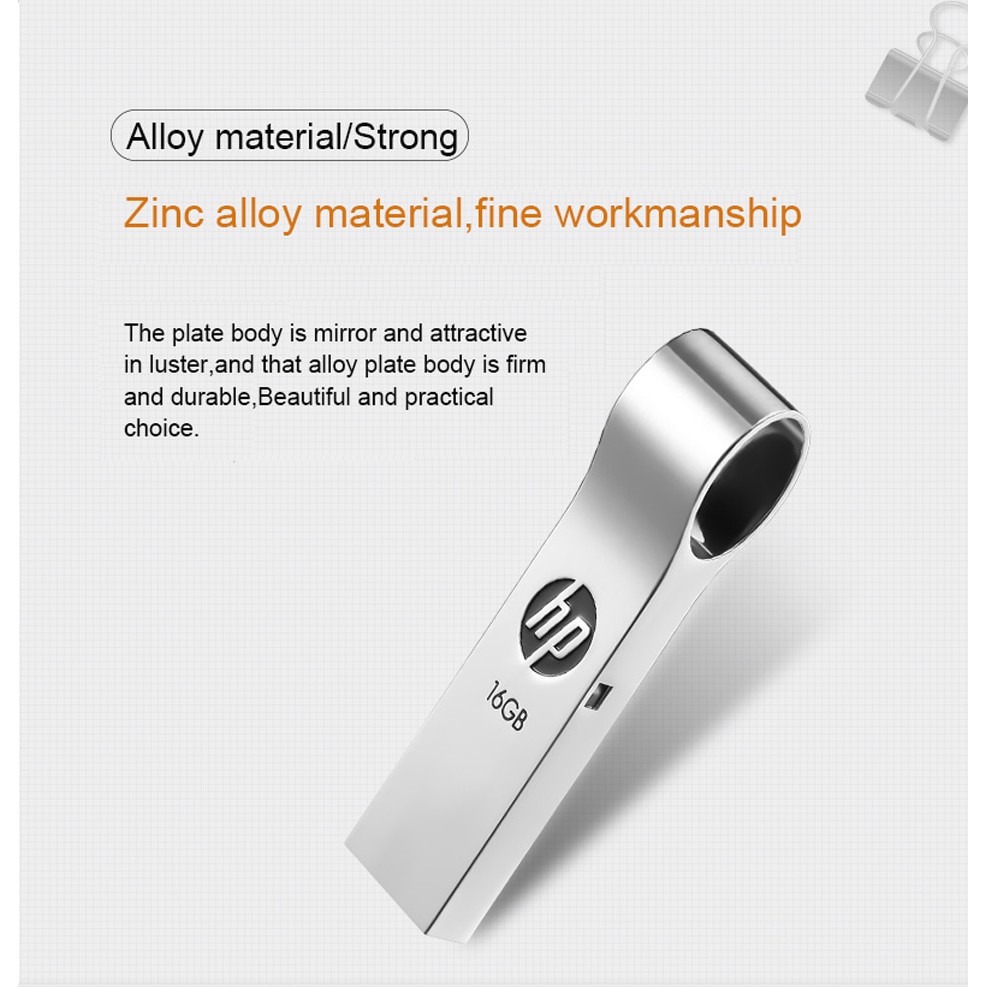 Alloy material/Strong
Zinc alloy material,fine workmanship
The plate body is mirror and attractive
in luster,and that alloy plate body is firm
and durable,Beautiful and practical
choice.
hp
16GB